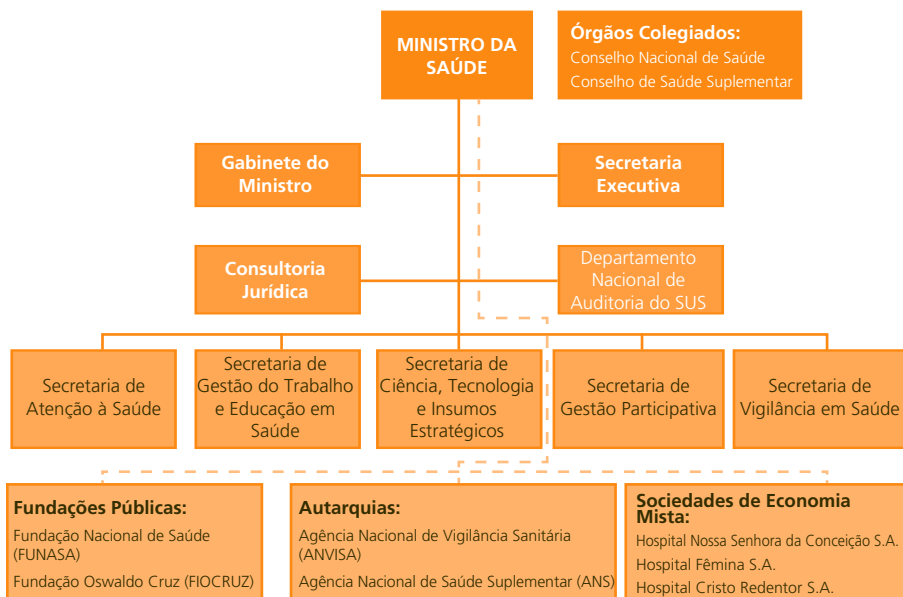 MINISTRO DA
SAÚDE
Órgãos Colegiados:
Conselho Nacional de Saúde
Conselho de Saúde Suplementar
Gabinete do
Ministro
Secretaria
Executiva
Consultoria
Jurídica
Departamento
Nacional de
Auditoria do SUS
Secretaria de
Atenção à Saúde
Secretaria de
Gestão do Trabalho
e Educação em
Saúde
Secretaria de
Ciência, Tecnologia
e Insumos
Estratégicos
Secretaria de
Gestão Participativa
Secretaria de
Vigilância em Saúde
Fundações Públicas:
Fundação Nacional de Saúde
(FUNASA)
Fundação Oswaldo Cruz (FIOCRUZ)
Autarquias:
Agência Nacional de Vigilância Sanitária
(ANVISA)
Agência Nacional de Saúde Suplementar (ANS)
Sociedades de Economia
Mista:
Hospital Nossa Senhora da Conceição S.A.
Hospital Fêmina S.A.
Hospital Cristo Redentor S.A.